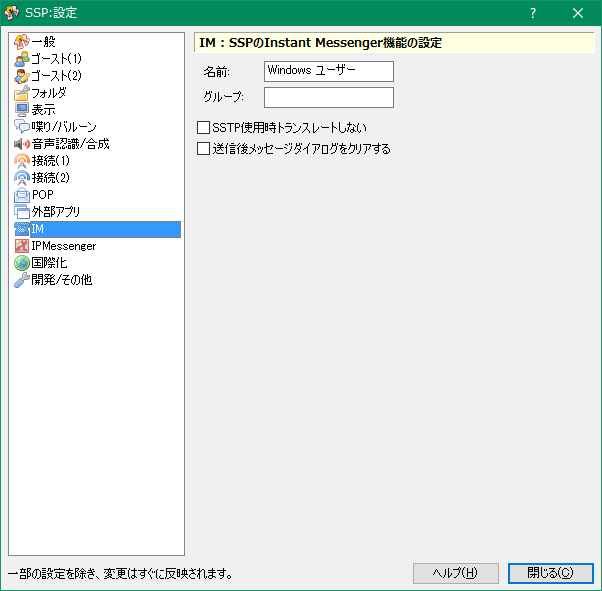 SSP:設定
?
一般
ゴースト(1)
ゴースト(2)
フォルダ
表示
喋り/バルーン
音声認識/合成
接続(1)
接続(2)
POP
外部アプリ
IM
IPMessenger
国際化
開発/その他
IM : SSPのInstant Messenger機能の設定
名前: Windows ユーザー
グループ:
SSTP使用時トランスレートしない
送信後メッセージダイアログをクリアする
一部の設定を除き、変更はすぐに反映されます。
ヘルプ(H) 閉じる(C)